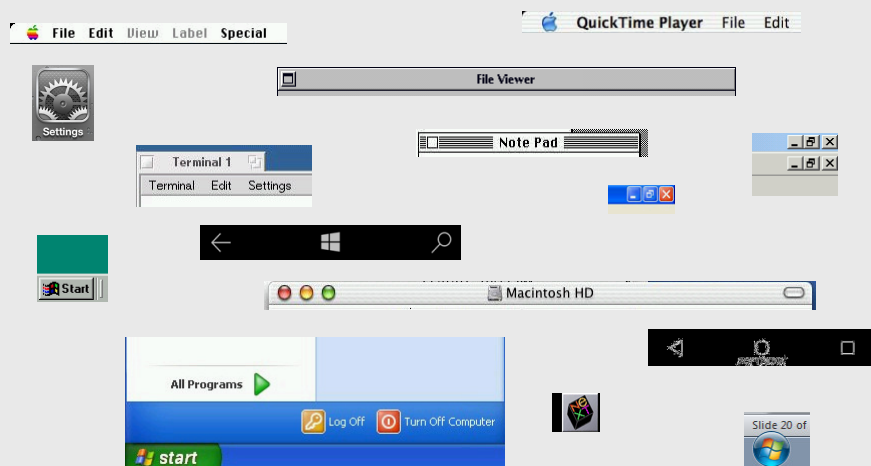 File Edit View Label Special
QuickTime Player File Edit
Settings
File Viewer
Note Pad
Terminal 1
Terminal Edit Settings
Start
Macintosh HD
All Programs
Log Off Turn Off Computer
start
Slide 20 of